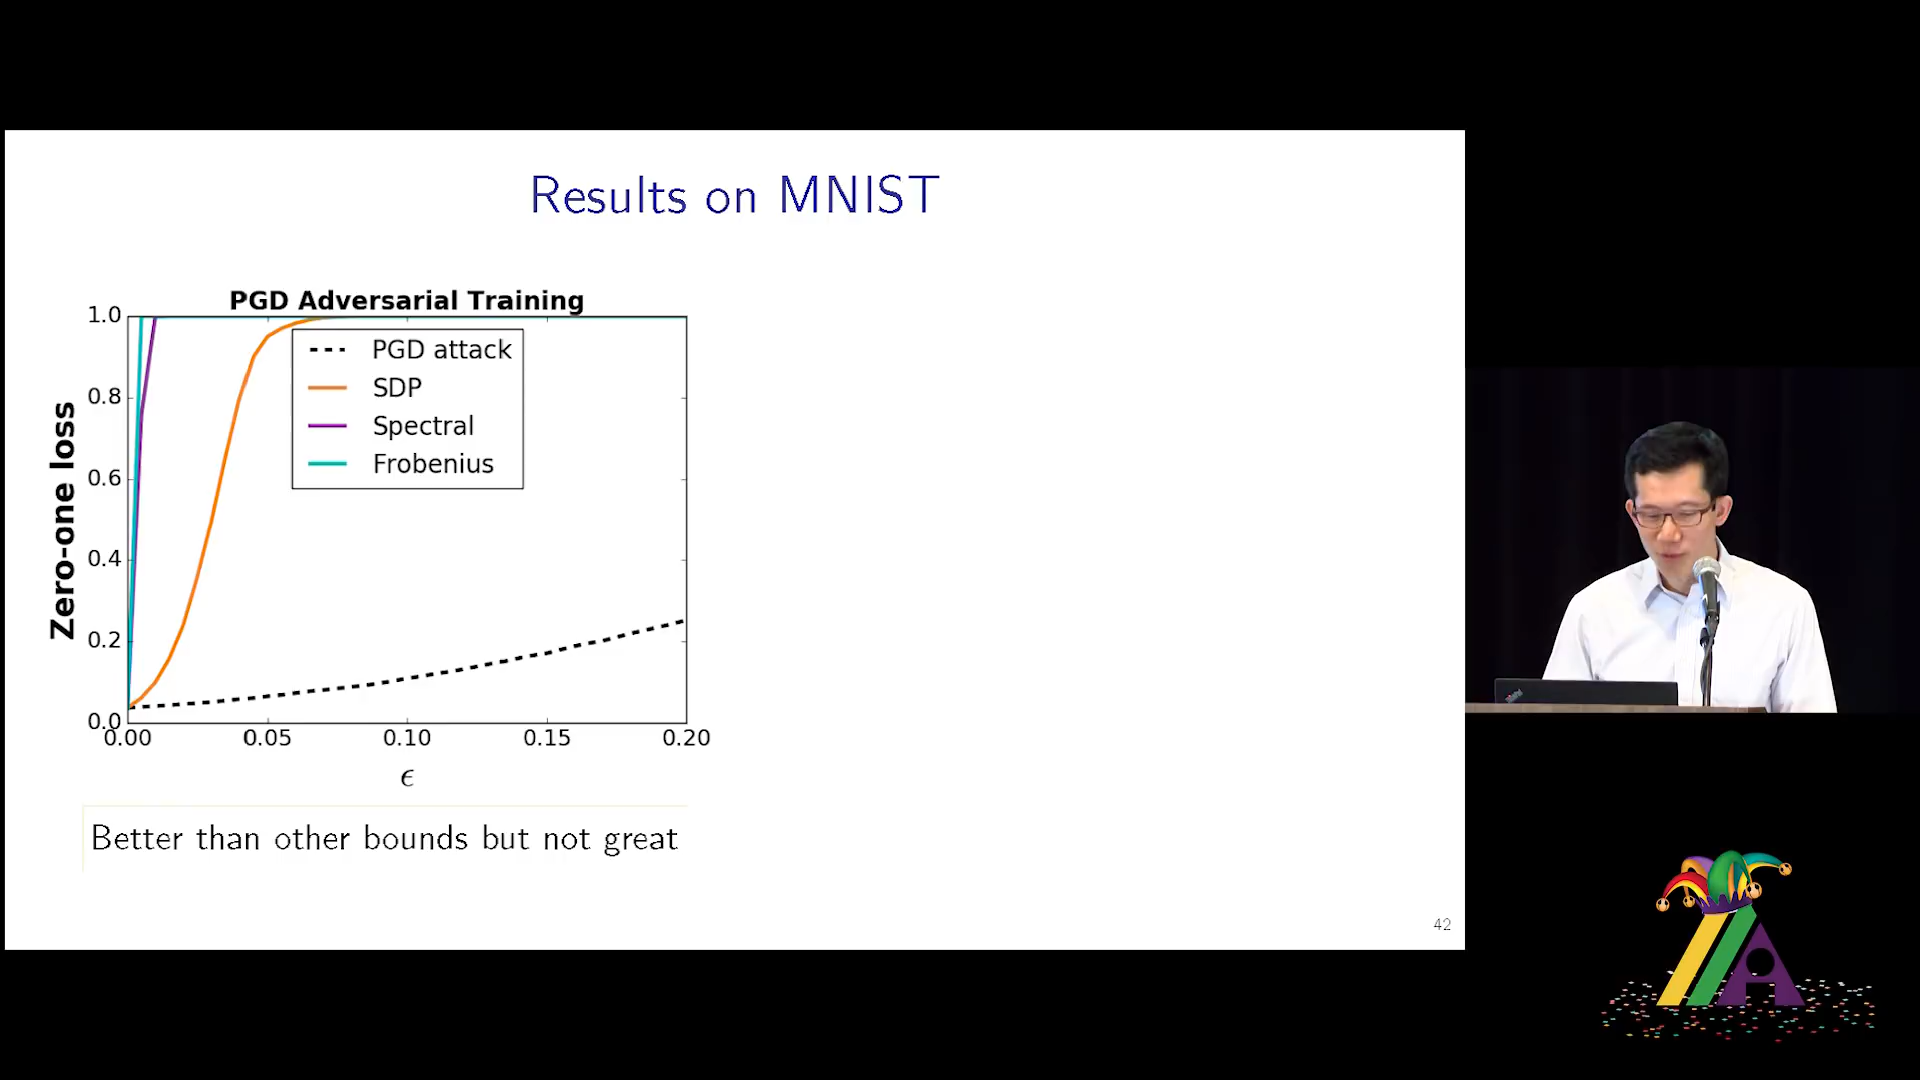 Results on MNIST
PGD Adversarial Training
1.0
0.8
0.6
0.4
0.2
0.0
Zero-one loss
PGD attack
SDP
Spectral
Frobenius
0.00 0.05 0.10 0.15 0.20
ϵ
Better than other bounds but not great
42